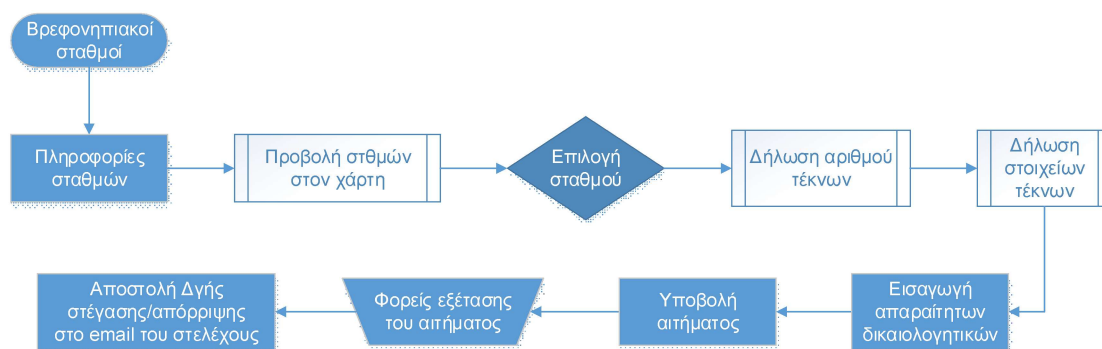 Βρεφονηπιακοί
σταθμοί
Πληροφορίες
σταθμών
Προβολή στθμών
στον χάρτη
Επιλογή
σταθμού
Δήλωση αριθμού
τέκνων
Δήλωση
στοιχείων
τέκνων
Εισαγωγή
απαραίτητων
δικαιολογητικών
Υποβολή
αιτήματος
Φορείς εξέτασης
του αιτήματος
Αποστολή Δγής
στέγασης/απόρριψης
στο email του στελέχους